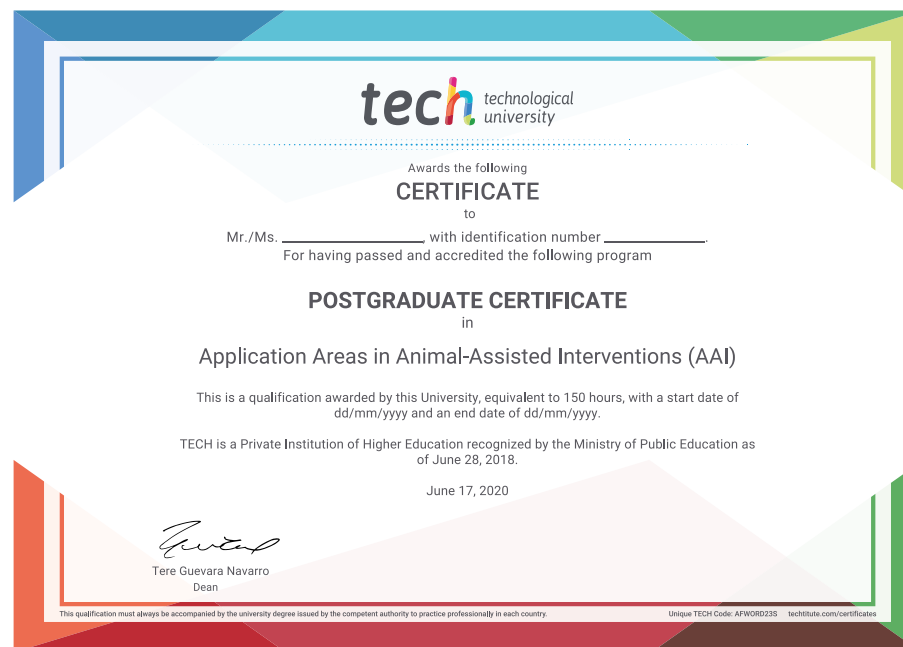 tech technological
university
Awards the following
CERTIFICATE
to
Mr./Ms. ____________, with identification number ____________.
For having passed and accredited the following program
POSTGRADUATE CERTIFICATE
in
Application Areas in Animal-Assisted Interventions (AAI)
This is a qualification awarded by this University, equivalent to 150 hours, with a start date of
dd/mm/yyyy and an end date of dd/mm/yyyy.
TECH is a Private Institution of Higher Education recognized by the Ministry of Public Education as
of June 28, 2018.
June 17, 2020
Tere Guevara Navarro
Dean
This qualification must always be accompanied by the university degree issued by the competent authority to practice professionally in each country. Unique TECH Code: AFWORD23S techtitute.com/certificates